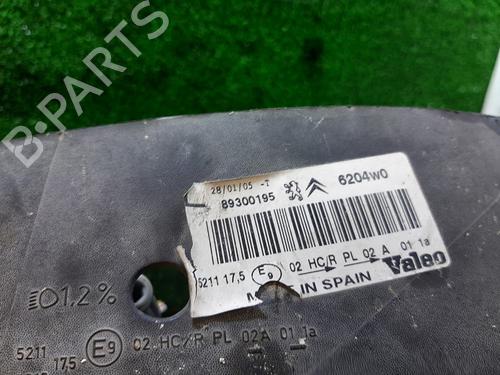 B-PARTS
28/01/05 -T
89300195 6204W0
5211 17,5 E9 02 HC/R PL 02 A 01 1a
IN SPAIN Valeo
1.2%
5211 17,5 E9 02 HC/R PL 02A 01 1a